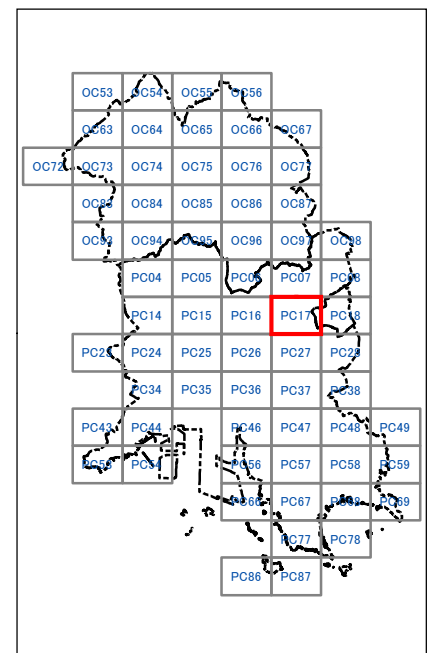 OC53 OC54 OC55 OC56
OC63 OC64 OC65 OC66 OC67
OC72 OC73 OC74 OC75 OC76 OC77
OC83 OC84 OC85 OC86 OC87
OC93 OC94 OC95 OC96 OC97 OC98
PC04 PC05 PC06 PC07 PC08
PC14 PC15 PC16 PC17 PC18
PC23 PC24 PC25 PC26 PC27 PC28
PC34 PC35 PC36 PC37 PC38
PC43 PC44 PC46 PC47 PC48 PC49
PC53 PC54 PC56 PC57 PC58 PC59
PC66 PC67 PC68 PC69
PC77 PC78
PC86 PC87